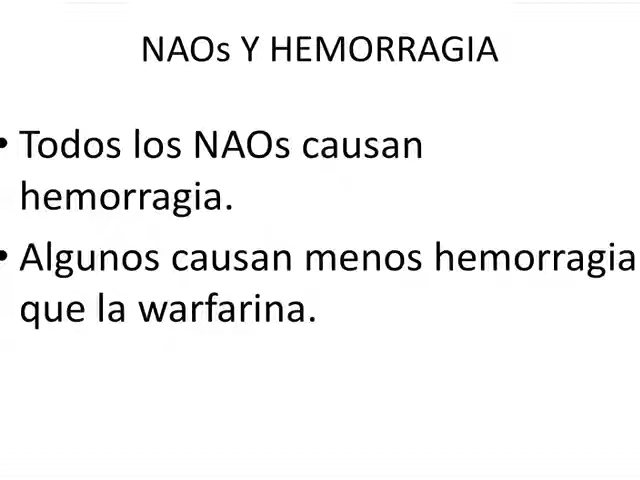 NAOs Y HEMORRAGIA
• Todos los NAOs causan
hemorragia.
• Algunos causan menos hemorragia
que la warfarina.